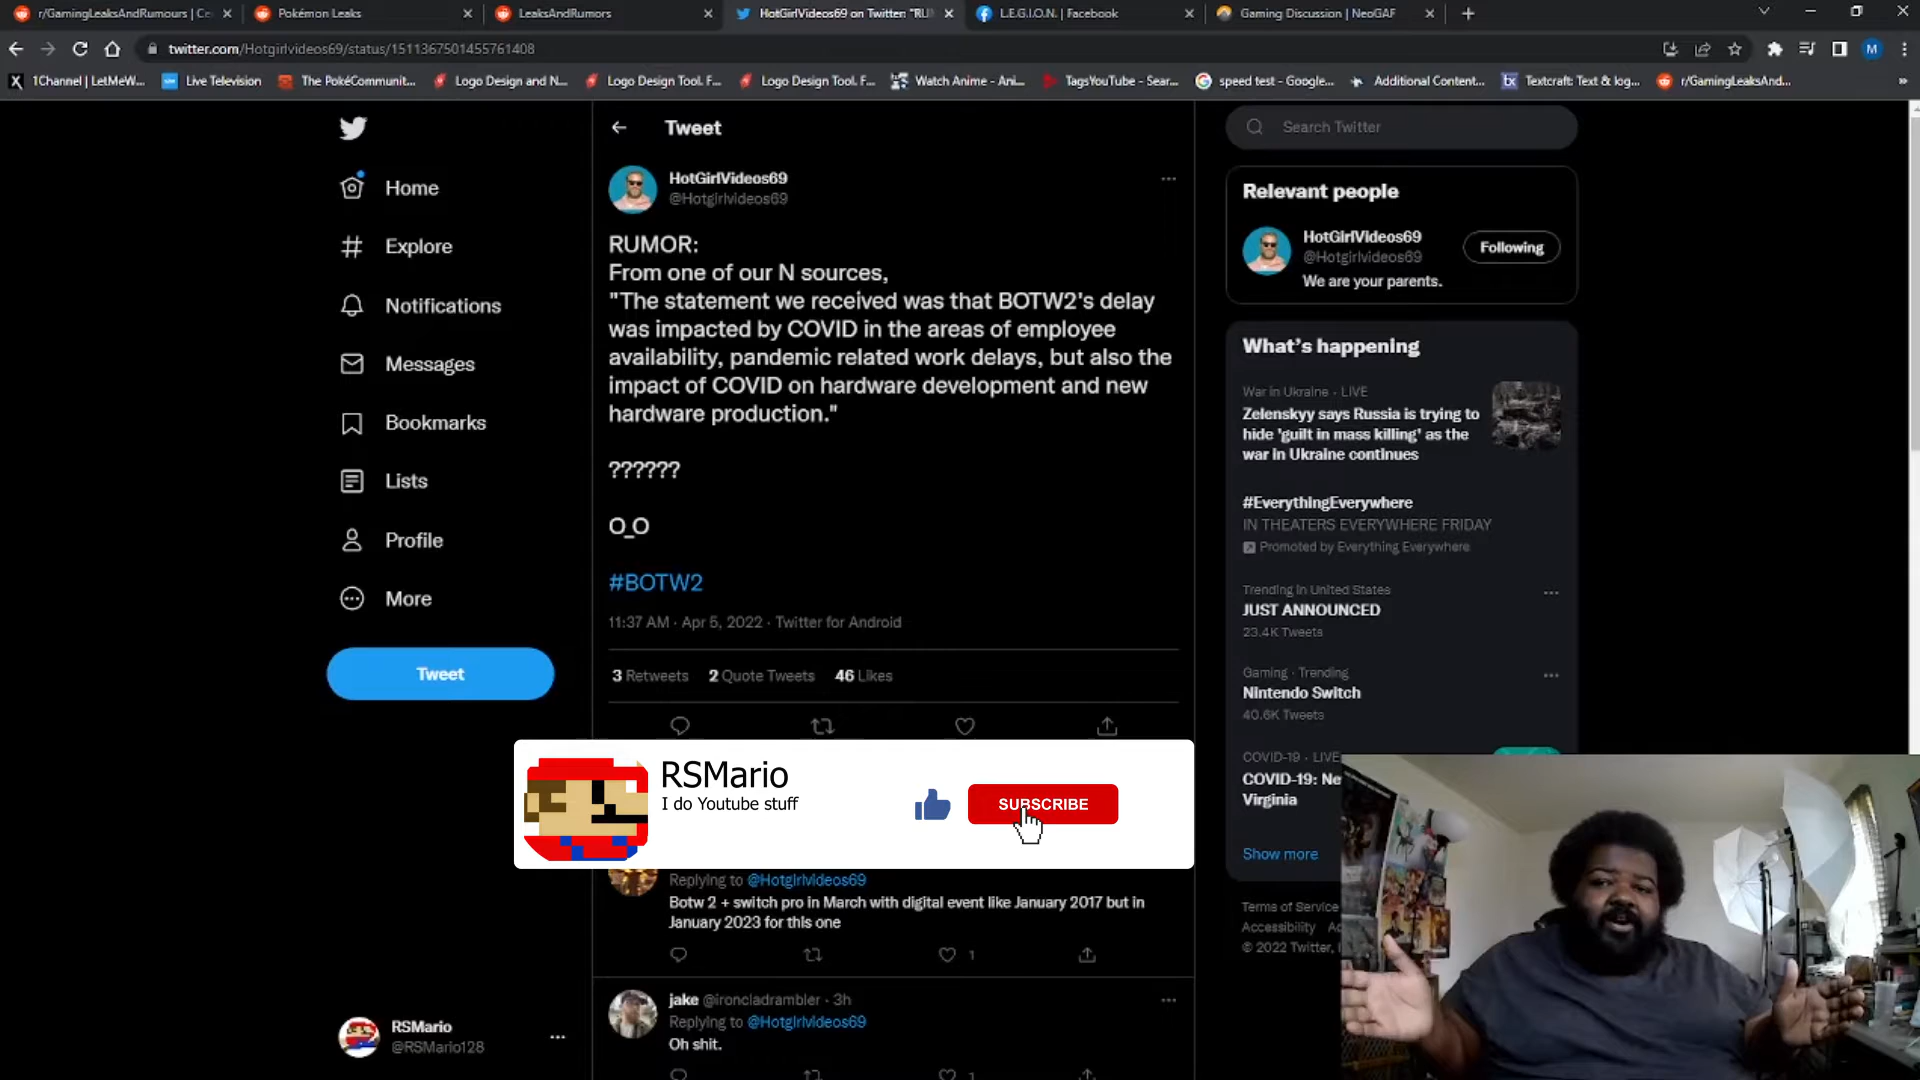 r/GamingLeaksAndRumours | Ce
Pokémon Leaks
LeaksAndRumors
HotGirlVideos69 on Twitter: "RU
L.E.G.I.O.N. | Facebook
Gaming Discussion | NeoGAF
twitter.com/Hotgirlvideos69/status/1511367501455761408
M
1Channel | LetMeW...
Live Television
The PokéCommunit...
Logo Design and N...
Logo Design Tool. F...
Logo Design Tool. F...
Watch Anime - Ani...
TagsYouTube - Sear...
speed test - Google...
Additional Content...
Textcraft: Text & log...
r/GamingLeaksAnd...
Home
Explore
Notifications
Messages
Bookmarks
Lists
Profile
More
Tweet
RSMario
@RSMario128
Tweet
HotGirlVideos69
@Hotgirlvideos69
RUMOR:
From one of our N sources,
"The statement we received was that BOTW2's delay
was impacted by COVID in the areas of employee
availability, pandemic related work delays, but also the
impact of COVID on hardware development and new
hardware production."
??????
O_O
#BOTW2
11:37 AM · Apr 5, 2022 · Twitter for Android
3 Retweets 2 Quote Tweets 46 Likes
RSMario
I do Youtube stuff
SUBSCRIBE
Replying to @Hotgirlvideos69
Botw 2 + switch pro in March with digital event like January 2017 but in
January 2023 for this one
1
jake @ironcladrambler · 3h
Replying to @Hotgirlvideos69
Oh shit.
1
Search Twitter
Relevant people
HotGirlVideos69
@Hotgirlvideos69
Following
We are your parents.
What's happening
War in Ukraine · LIVE
Zelenskyy says Russia is trying to
hide 'guilt in mass killing' as the
war in Ukraine continues
#EverythingEverywhere
IN THEATERS EVERYWHERE FRIDAY
Promoted by Everything Everywhere
Trending in United States
JUST ANNOUNCED
23.4K Tweets
Gaming · Trending
Nintendo Switch
40.6K Tweets
COVID-19 · LIVE
COVID-19: Ne
Virginia
Show more
Terms of Service
Accessibility
© 2022 Twitter,